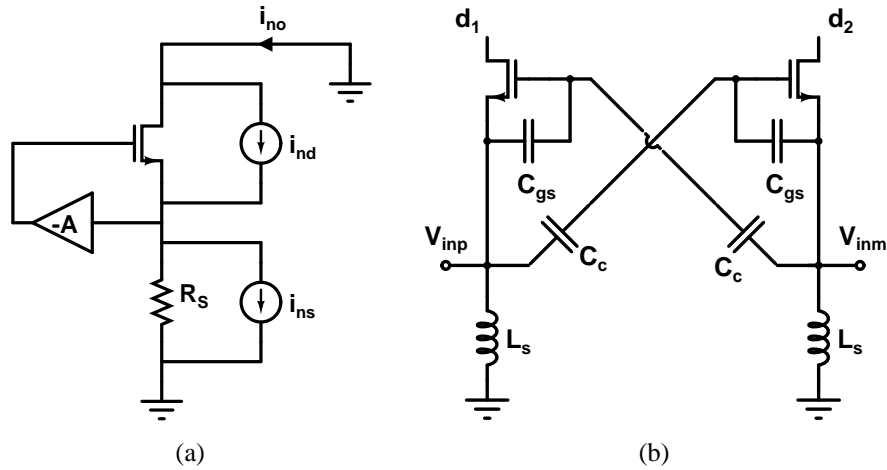 i_no
i_nd
-A
R_S
i_ns
(a)
d_1
d_2
C_gs
C_gs
V_inp
C_c
C_c
V_inm
L_s
L_s
(b)